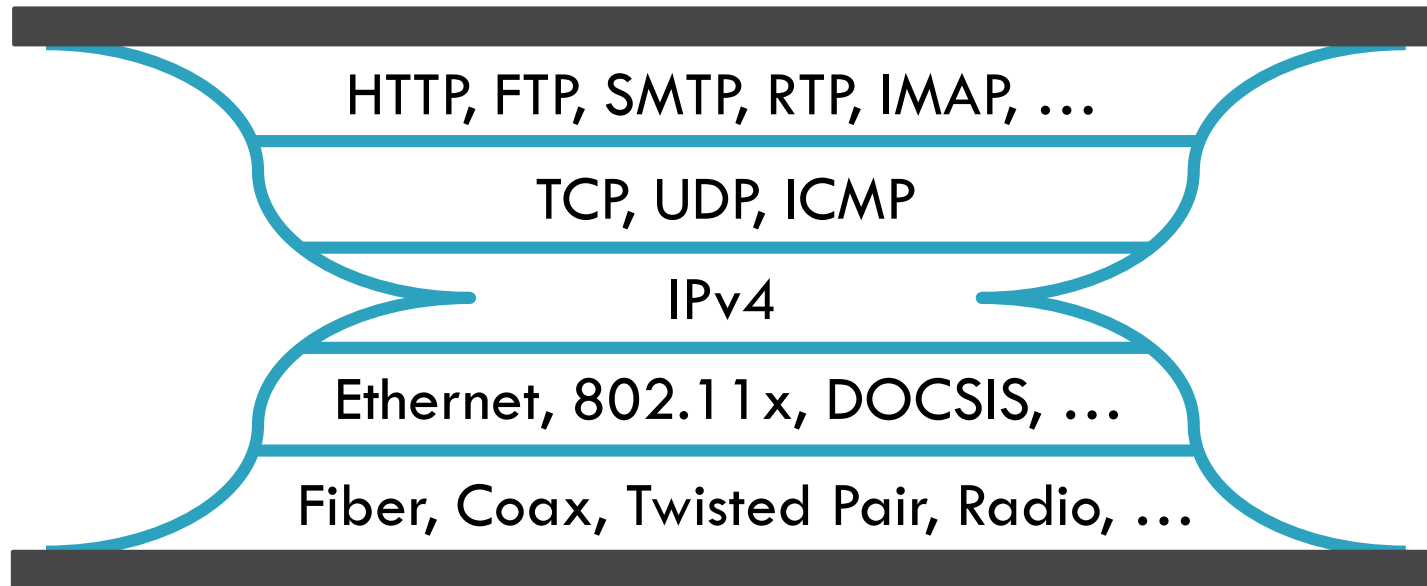 HTTP, FTP, SMTP, RTP, IMAP, …
TCP, UDP, ICMP
IPv4
Ethernet, 802.11x, DOCSIS, …
Fiber, Coax, Twisted Pair, Radio, …